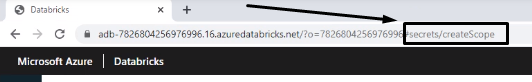 Databricks
adb-7826804256976996.16.azuredatabricks.net/?o=7826804256976996#secrets/createScope
Microsoft Azure | Databricks